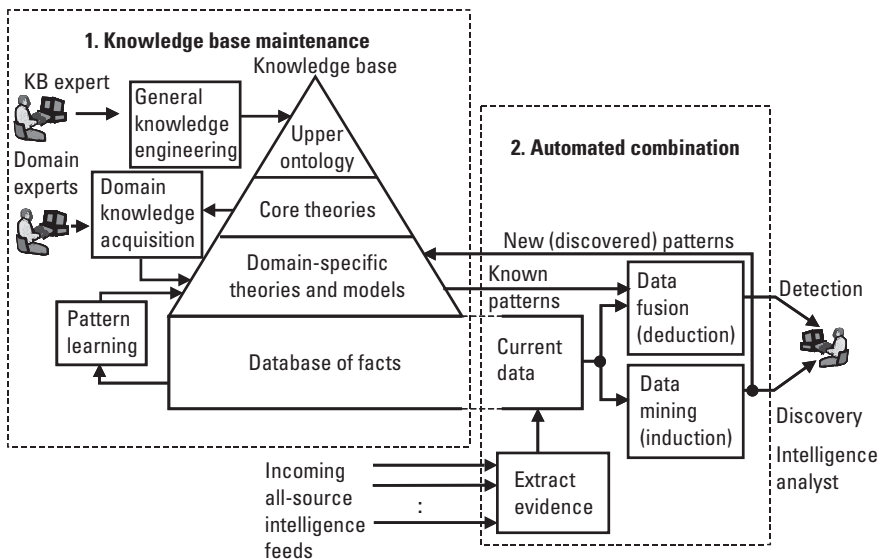 1. Knowledge base maintenance
Knowledge base
KB expert
General
knowledge
engineering
Upper
ontology
2. Automated combination
Domain
experts
Domain
knowledge
acquisition
Core theories
New (discovered) patterns
Domain-specific
theories and models
Known
patterns
Data
fusion
(deduction)
Detection
Pattern
learning
Database of facts
Current
data
Data
mining
(induction)
Discovery
Intelligence
analyst
Incoming
all-source
intelligence
feeds
:
Extract
evidence